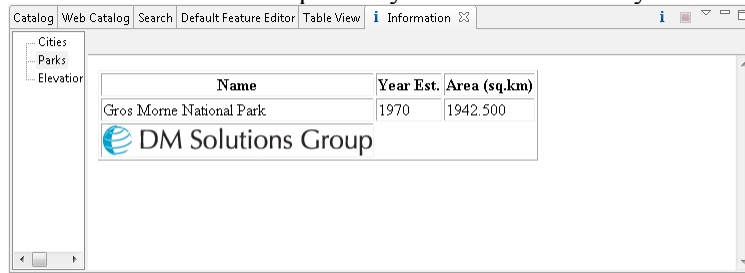 Catalog Web Catalog Search Default Feature Editor Table View i Information
Cities
Parks
Elevation
Name Year Est. Area (sq.km)
Gros Morne National Park 1970 1942.500
DM Solutions Group